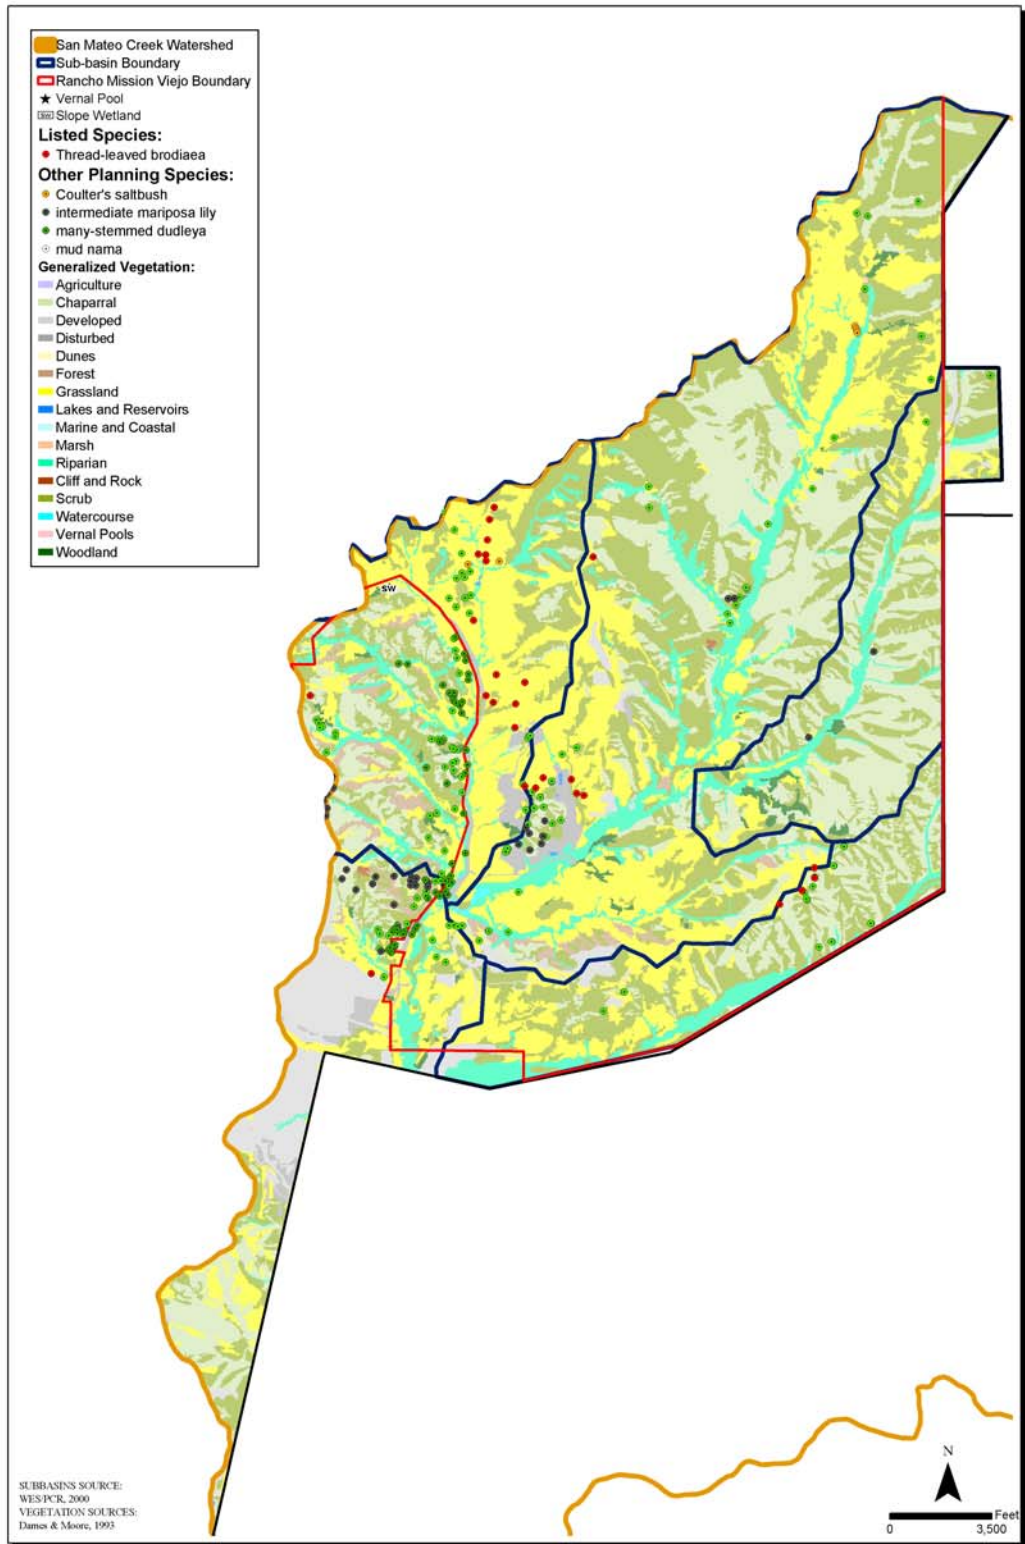 San Mateo Creek Watershed
Sub-basin Boundary
Rancho Mission Viejo Boundary
Vernal Pool
SW Slope Wetland
Listed Species:
Thread-leaved brodiaea
Other Planning Species:
Coulter's saltbush
intermediate mariposa lily
many-stemmed dudleya
mud nama
Generalized Vegetation:
Agriculture
Chaparral
Developed
Disturbed
Dunes
Forest
Grassland
Lakes and Reservoirs
Marine and Coastal
Marsh
Riparian
Cliff and Rock
Scrub
Watercourse
Vernal Pools
Woodland
SW
SUBBASINS SOURCE:
WES/PCR, 2000
VEGETATION SOURCES:
Dames & Moore, 1993
N
Feet
0 3,500